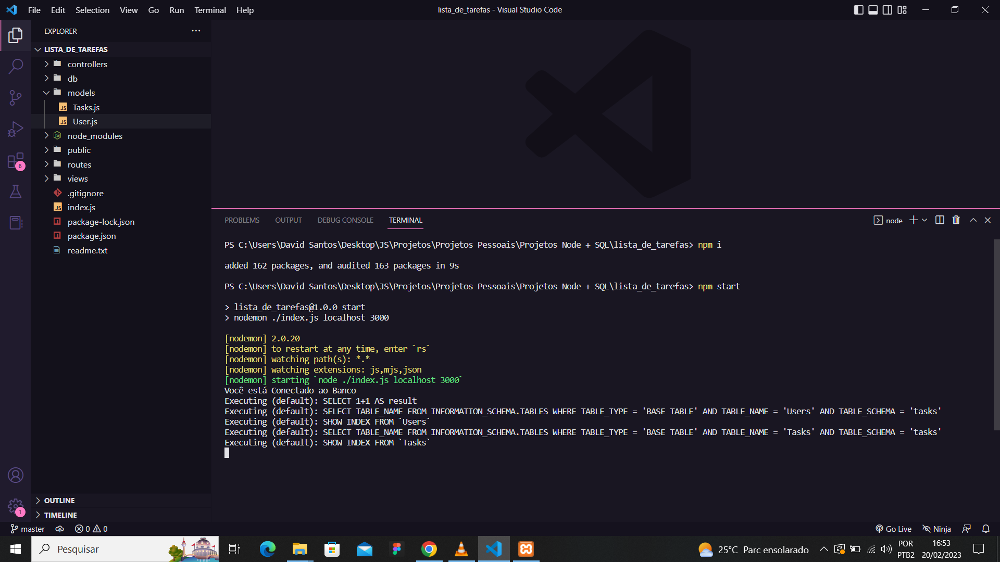 File Edit Selection View Go Run Terminal Help
lista_de_tarefas - Visual Studio Code
EXPLORER
LISTA_DE_TAREFAS
controllers
db
models
JS Tasks.js
JS User.js
node_modules
public
routes
views
.gitignore
JS index.js
package-lock.json
package.json
readme.txt
OUTLINE
TIMELINE
6
1
PROBLEMS OUTPUT DEBUG CONSOLE TERMINAL
node
PS C:\Users\David Santos\Desktop\JS\Projetos\Projetos Pessoais\Projetos Node + SQL\lista_de_tarefas> npm i
added 162 packages, and audited 163 packages in 9s
PS C:\Users\David Santos\Desktop\JS\Projetos\Projetos Pessoais\Projetos Node + SQL\lista_de_tarefas> npm start
> lista_de_tarefas@1.0.0 start
> nodemon ./index.js localhost 3000
[nodemon] 2.0.20
[nodemon] to restart at any time, enter `rs`
[nodemon] watching path(s): *.*
[nodemon] watching extensions: js,mjs,json
[nodemon] starting `node ./index.js localhost 3000`
Você está Conectado ao Banco
Executing (default): SELECT 1+1 AS result
Executing (default): SELECT TABLE_NAME FROM INFORMATION_SCHEMA.TABLES WHERE TABLE_TYPE = 'BASE TABLE' AND TABLE_NAME = 'Users' AND TABLE_SCHEMA = 'tasks'
Executing (default): SHOW INDEX FROM `Users`
Executing (default): SELECT TABLE_NAME FROM INFORMATION_SCHEMA.TABLES WHERE TABLE_TYPE = 'BASE TABLE' AND TABLE_NAME = 'Tasks' AND TABLE_SCHEMA = 'tasks'
Executing (default): SHOW INDEX FROM `Tasks`
master 0 0
Go Live Ninja
Pesquisar
25°C Parc ensolarado
POR
PTB2
16:53
20/02/2023